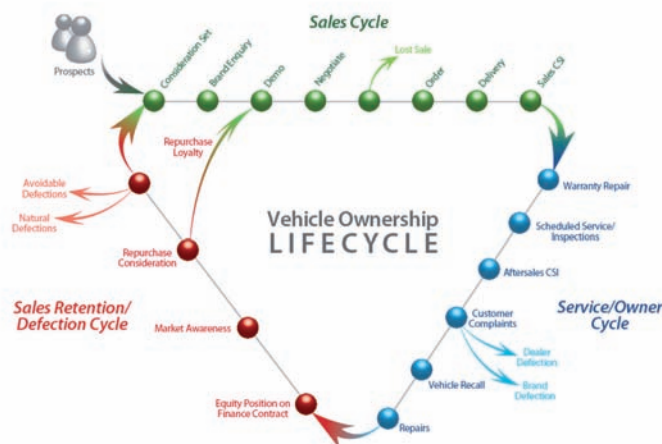 Sales Cycle
Prospects
Consideration Set
Brand Enquiry
Demo
Negotiate
Lost Sale
Order
Delivery
Sales CSI
Repurchase
Loyalty
Avoidable
Defections
Natural
Defections
Warranty Repair
Vehicle Ownership
LIFECYCLE
Scheduled Service/
Inspections
Repurchase
Consideration
Aftersales CSI
Sales Retention/
Defection Cycle
Market Awareness
Customer
Complaints
Service/Owner
Cycle
Dealer
Defection
Brand
Defection
Vehicle Recall
Equity Position on
Finance Contract
Repairs